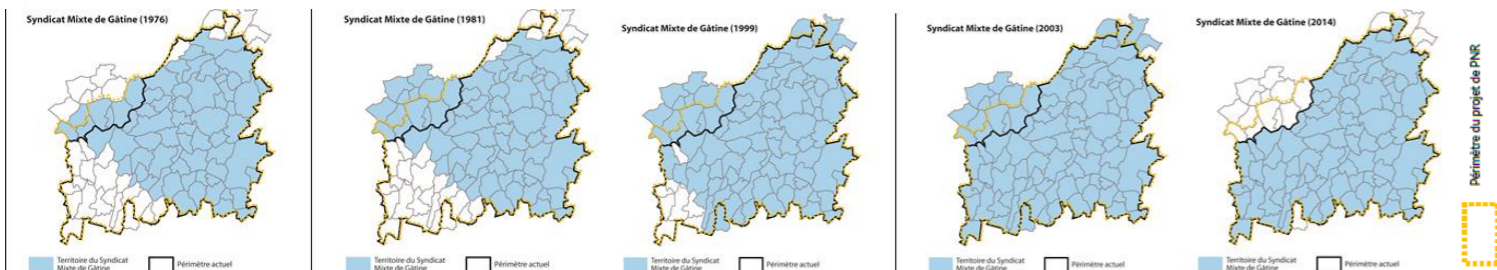 Syndicat Mixte de Gâtine (1976)
Territoire du Syndicat
Mixte de Gâtine
Périmètre actuel
Syndicat Mixte de Gâtine (1981)
Territoire du Syndicat
Mixte de Gâtine
Périmètre actuel
Syndicat Mixte de Gâtine (1999)
Territoire du Syndicat
Mixte de Gâtine
Périmètre actuel
Syndicat Mixte de Gâtine (2003)
Territoire du Syndicat
Mixte de Gâtine
Périmètre actuel
Syndicat Mixte de Gâtine (2014)
Territoire du Syndicat
Mixte de Gâtine
Périmètre actuel
Périmètre du projet de PNR